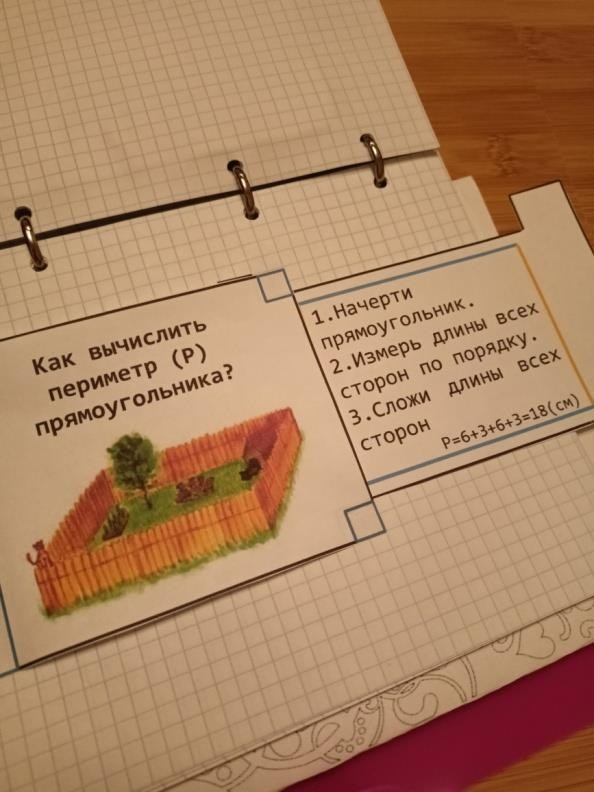 Как вычислить
периметр (P)
прямоугольника?
1.Начерти
прямоугольник.
2.Измерь длины всех
сторон по порядку.
3.Сложи длины всех
сторон
P=6+3+6+3=18(см)